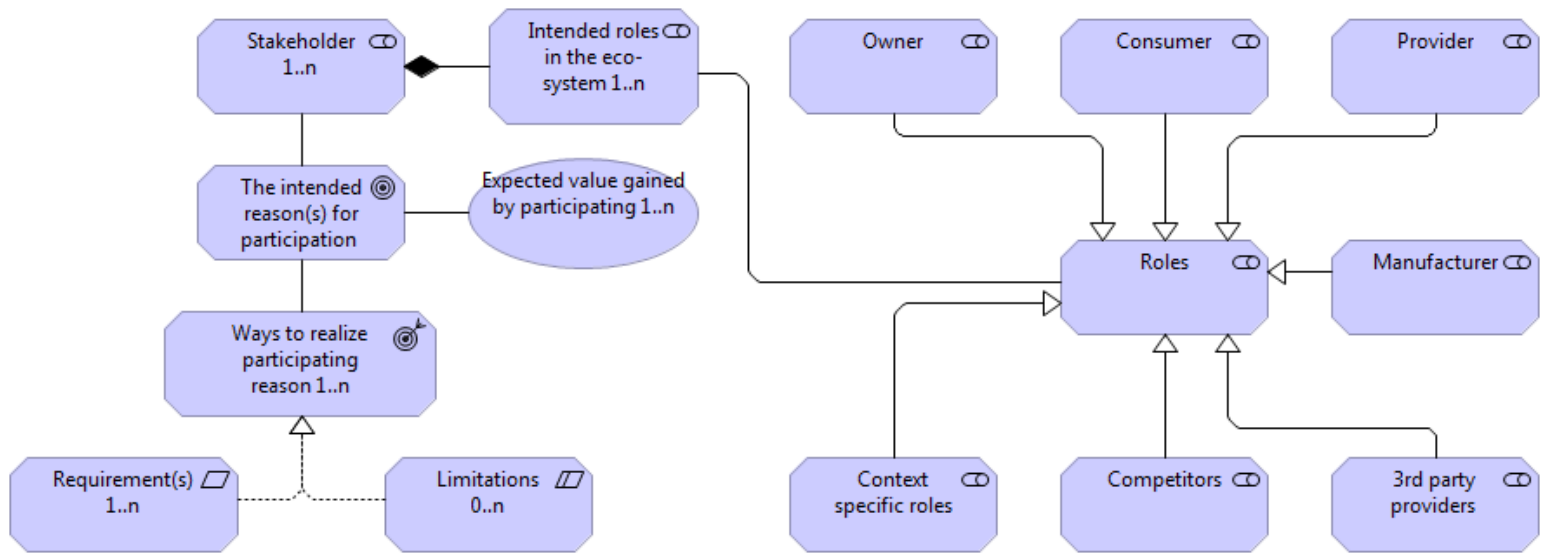 Stakeholder
1..n
Intended roles
in the eco-
system 1..n
Owner
Consumer
Provider
The intended
reason(s) for
participation
Expected value gained
by participating 1..n
Roles
Manufacturer
Ways to realize
participating
reason 1..n
Requirement(s)
1..n
Limitations
0..n
Context
specific roles
Competitors
3rd party
providers